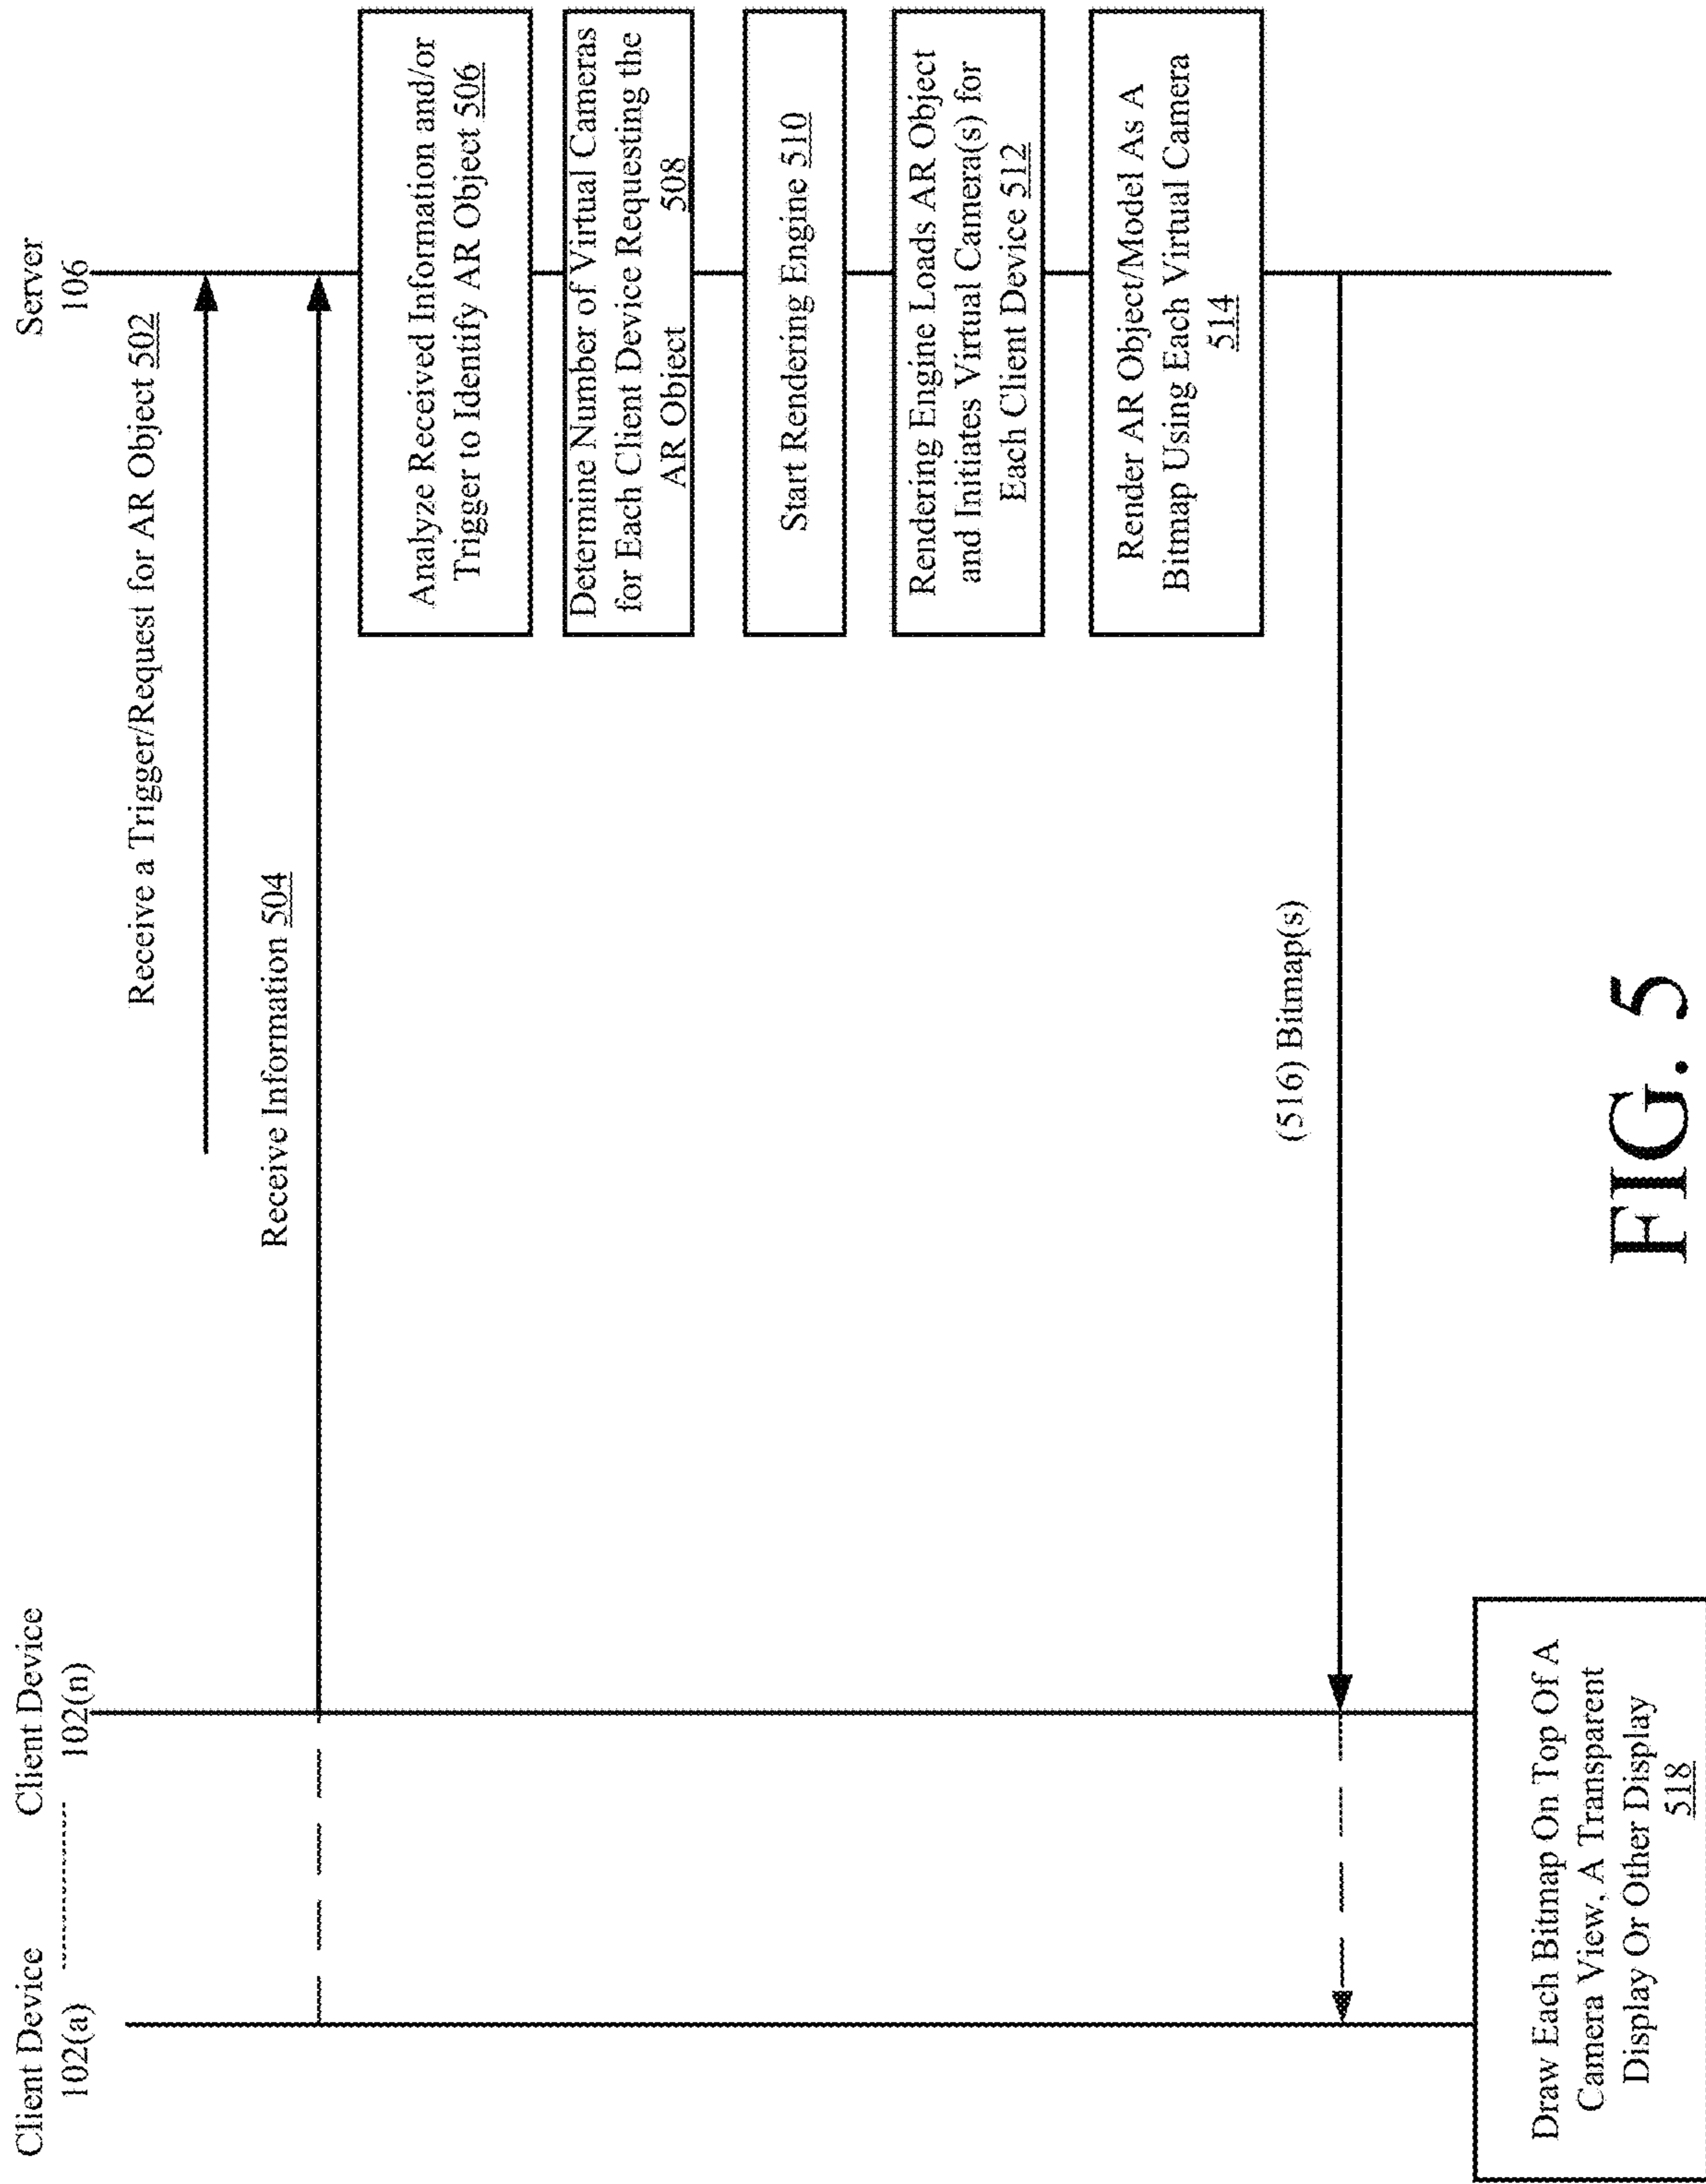 Client Device
102(a)
Client Device
102(n)
Server
106
Receive a Trigger/Request for AR Object 502
Receive Information 504
Analyze Received Information and/or
Trigger to Identify AR Object 506
Determine Number of Virtual Cameras
for Each Client Device Requesting the
AR Object 508
Start Rendering Engine 510
Rendering Engine Loads AR Object
and Initiates Virtual Camera(s) for
Each Client Device 512
Render AR Object/Model As A
Bitmap Using Each Virtual Camera
514
(516) Bitmap(s)
Draw Each Bitmap On Top Of A
Camera View, A Transparent
Display Or Other Display
518
FIG. 5